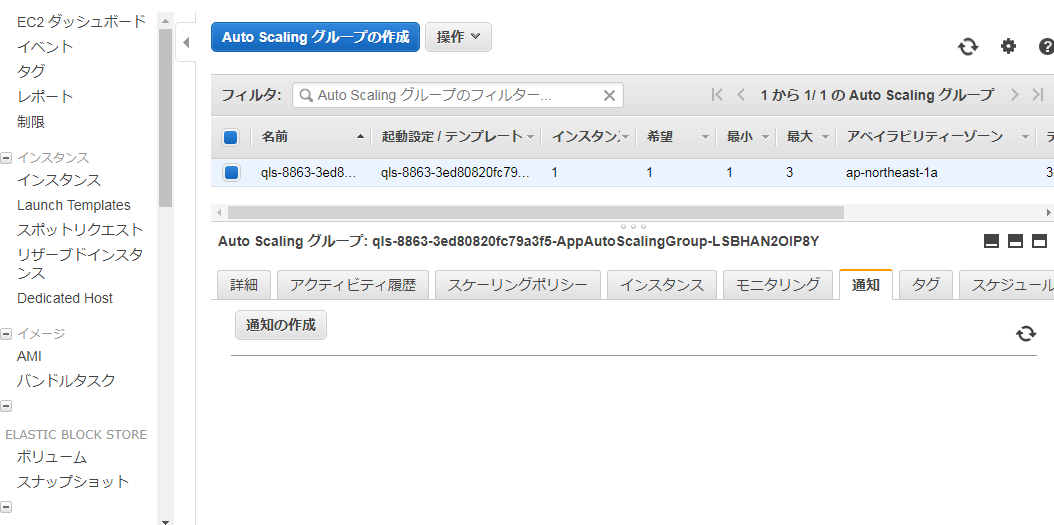 EC2 ダッシュボード
イベント
タグ
レポート
制限
インスタンス
インスタンス
Launch Templates
スポットリクエスト
リザーブドインスタ
ンス
Dedicated Host
イメージ
AMI
バンドルタスク
ELASTIC BLOCK STORE
ボリューム
スナップショット
Auto Scaling グループの作成 操作
フィルタ: Auto Scaling グループのフィルター... 1 から 1/ 1 の Auto Scaling グループ
名前 起動設定 / テンプレート インスタン 希望 最小 最大 アベイラビリティーゾーン
qls-8863-3ed8... qls-8863-3ed80820fc79... 1 1 1 3 ap-northeast-1a 3
Auto Scaling グループ: qls-8863-3ed80820fc79a3f5-AppAutoScalingGroup-LSBHAN2OIP8Y
詳細 アクティビティ履歴 スケーリングポリシー インスタンス モニタリング 通知 タグ スケジュール
通知の作成